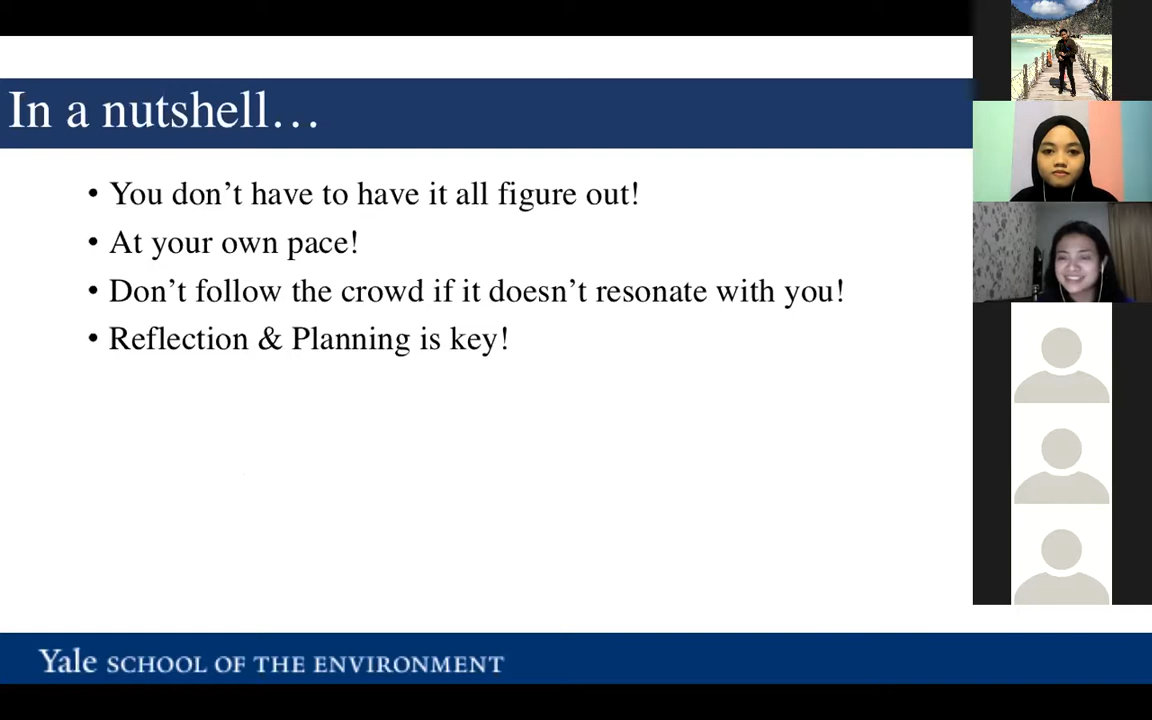 In a nutshell…
• You don't have to have it all figure out!
• At your own pace!
• Don't follow the crowd if it doesn't resonate with you!
• Reflection & Planning is key!
Yale SCHOOL OF THE ENVIRONMENT